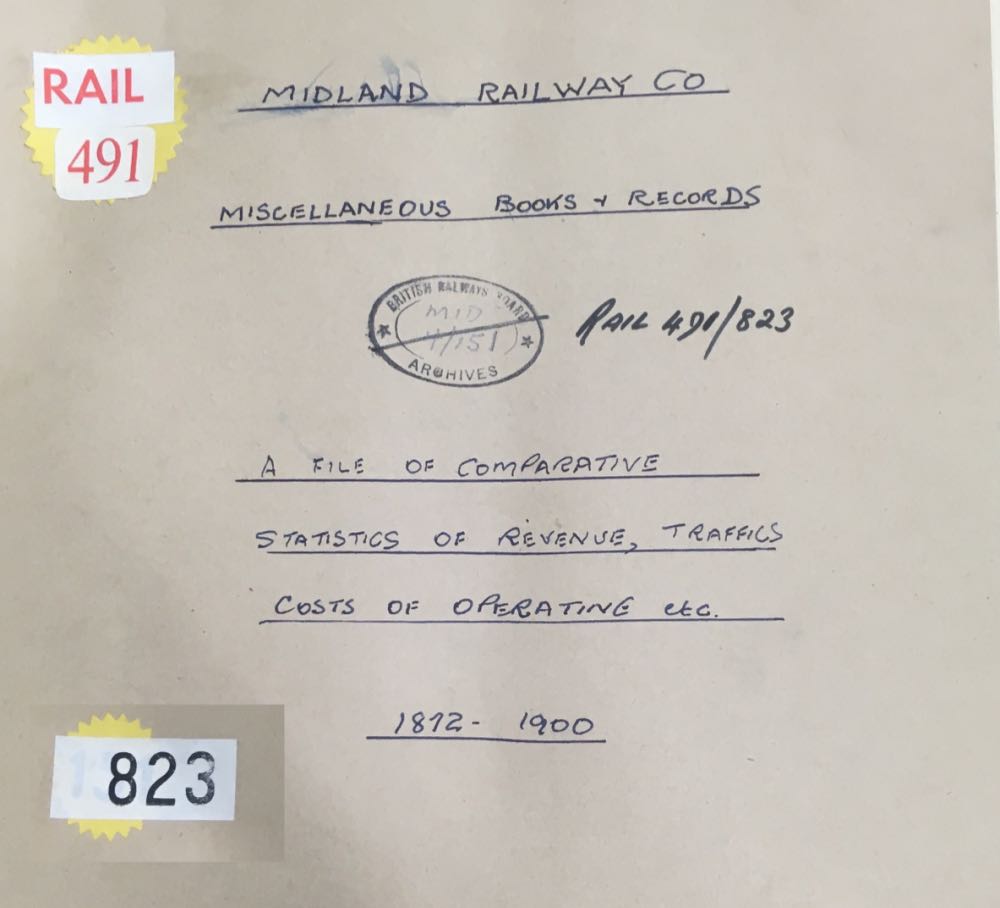 RAIL
491
MIDLAND RAILWAY CO
MISCELLANEOUS BOOKS & RECORDS
BRITISH RAILWAYS BOARD
MID
4/151
ARCHIVES
RAIL 491/823
A FILE OF COMPARATIVE
STATISTICS OF REVENUE, TRAFFICS
COSTS OF OPERATING etc.
1872 - 1900
823